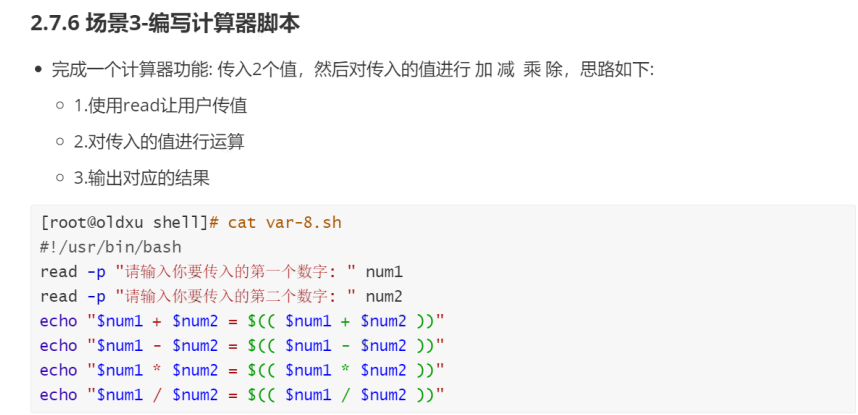 2.7.6 场景3-编写计算器脚本
完成一个计算器功能: 传入2个值，然后对传入的值进行 加 减 乘 除，思路如下:
1.使用read让用户传值
2.对传入的值进行运算
3.输出对应的结果
[root@oldxu shell]# cat var-8.sh
#!/usr/bin/bash
read -p "请输入你要传入的第一个数字: " num1
read -p "请输入你要传入的第二个数字: " num2
echo "$num1 + $num2 = $(( $num1 + $num2 ))"
echo "$num1 - $num2 = $(( $num1 - $num2 ))"
echo "$num1 * $num2 = $(( $num1 * $num2 ))"
echo "$num1 / $num2 = $(( $num1 / $num2 ))"